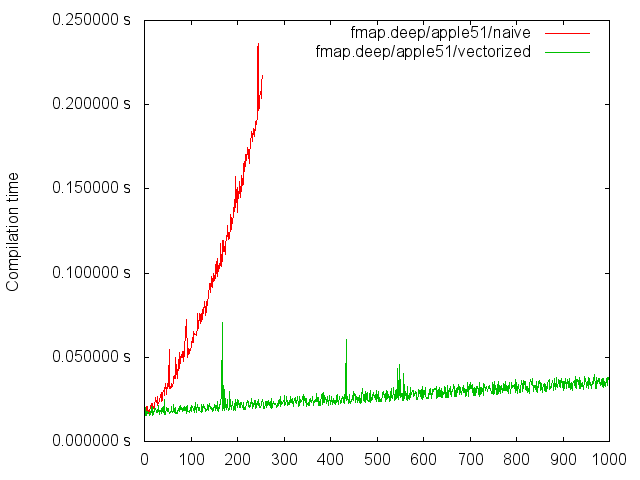 0.250000 s
fmap.deep/apple51/naive
fmap.deep/apple51/vectorized
0.200000 s
0.150000 s
Compilation time
0.100000 s
0.050000 s
0.000000 s
0 100 200 300 400 500 600 700 800 900 1000